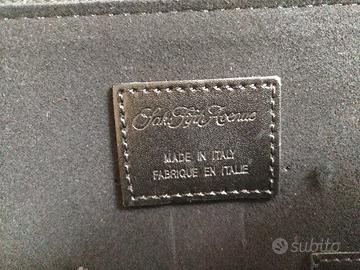 Saks Fifth Avenue
MADE IN ITALY
FABRIQUE EN ITALIE
subito